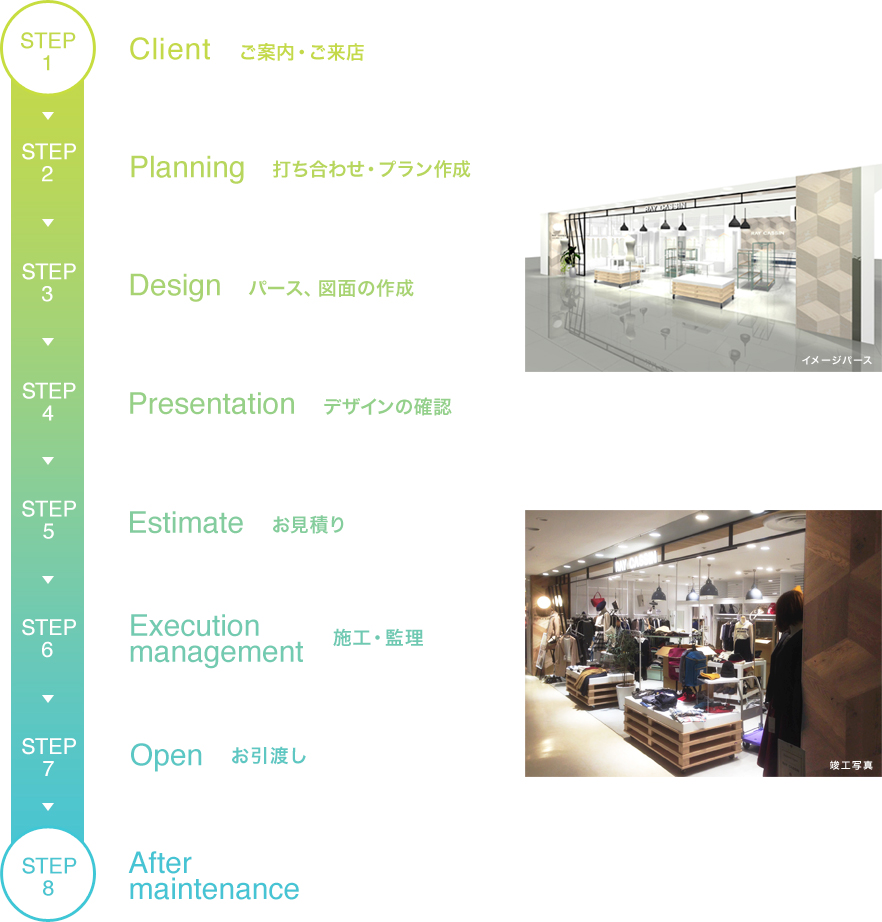 STEP
1
Client ご案内・ご来店
STEP
2
Planning 打ち合わせ・プラン作成
STEP
3
Design パース、図面の作成
イメージパース
STEP
4
Presentation デザインの確認
STEP
5
Estimate お見積り
STEP
6
Execution
management 施工・監理
STEP
7
Open お引渡し
竣工写真
STEP
8
After
maintenance